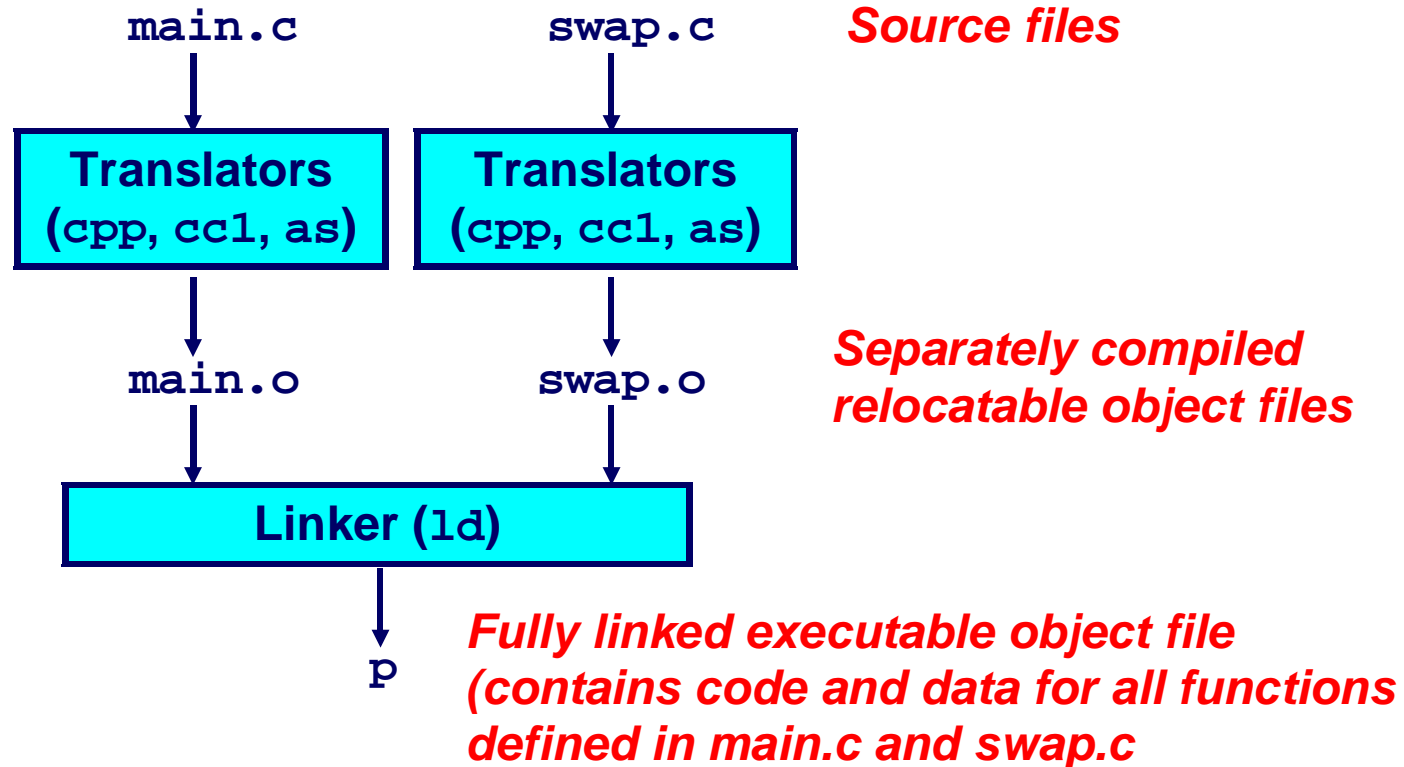 main.c swap.c Source files
Translators Translators
(cpp, cc1, as) (cpp, cc1, as)
main.o swap.o
Separately compiled
relocatable object files
Linker (ld)
p
Fully linked executable object file
(contains code and data for all functions
defined in main.c and swap.c